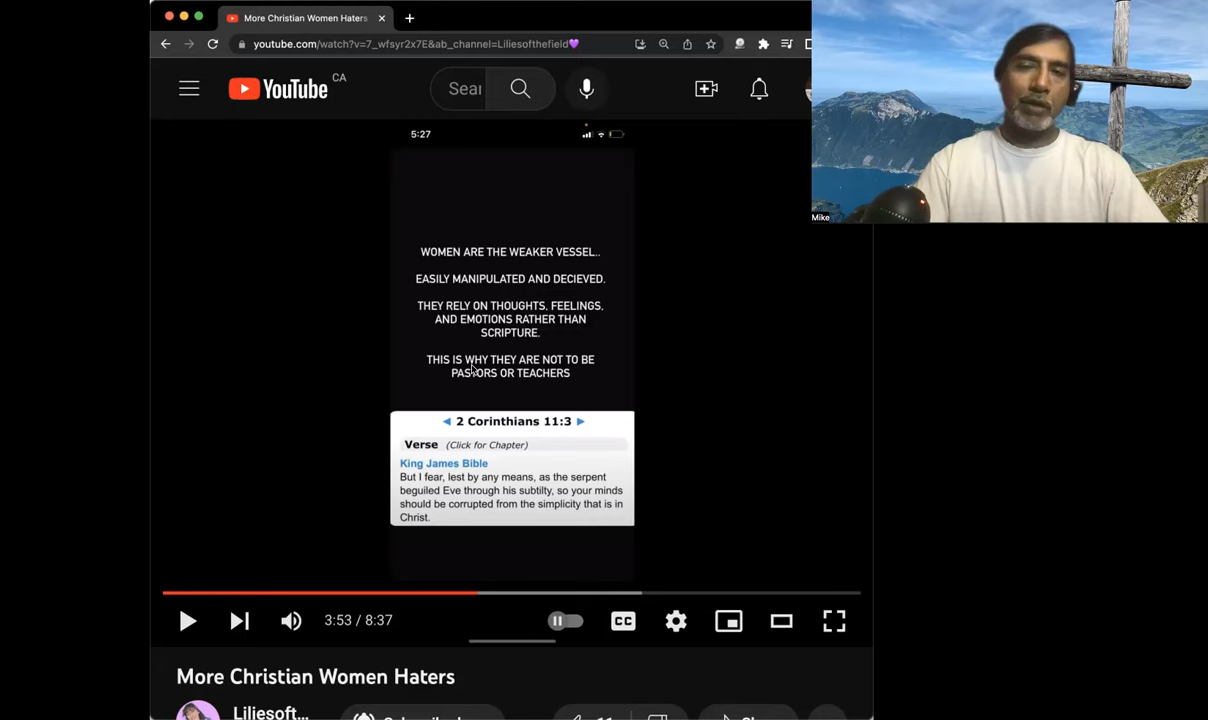 More Christian Women Haters
youtube.com/watch?v=7_wfsyr2x7E&ab_channel=Liliesofthefield💜
YouTube CA
Sear
5:27
WOMEN ARE THE WEAKER VESSEL..
EASILY MANIPULATED AND DECIEVED.
THEY RELY ON THOUGHTS, FEELINGS,
AND EMOTIONS RATHER THAN
SCRIPTURE.
THIS IS WHY THEY ARE NOT TO BE
PASTORS OR TEACHERS
2 Corinthians 11:3
Verse (Click for Chapter)
King James Bible
But I fear, lest by any means, as the serpent
beguiled Eve through his subtilty, so your minds
should be corrupted from the simplicity that is in
Christ.
Mike
3:53 / 8:37
CC
More Christian Women Haters
Liliesoft...